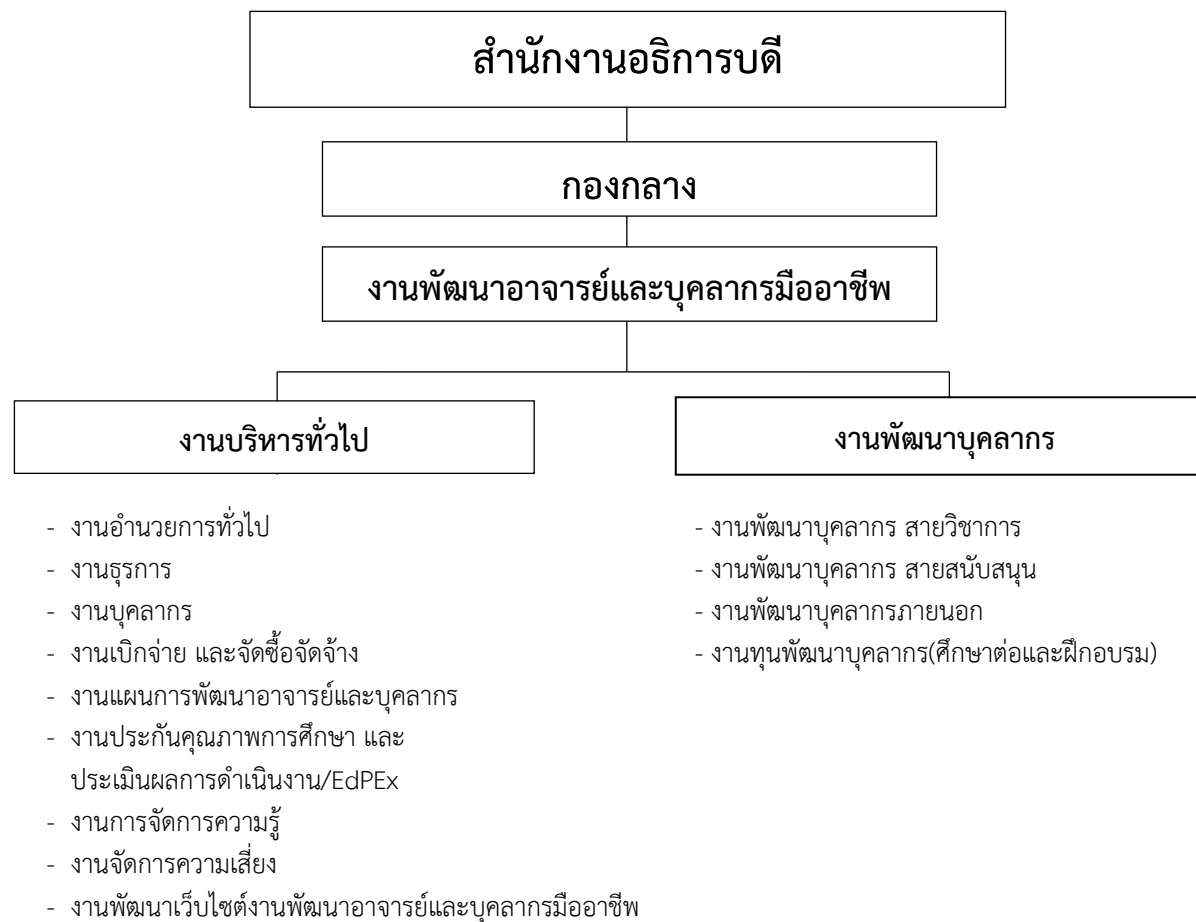 สำนักงานอธิการบดี
กองกลาง
งานพัฒนาอาจารย์และบุคลากรมืออาชีพ
งานบริหารทั่วไป
- งานอำนวยการทั่วไป
- งานธุรการ
- งานบุคลากร
- งานเบิกจ่าย และจัดซื้อจัดจ้าง
- งานแผนการพัฒนาอาจารย์และบุคลากร
- งานประกันคุณภาพการศึกษา และ
ประเมินผลการดำเนินงาน/EdPEx
- งานการจัดการความรู้
- งานจัดการความเสี่ยง
- งานพัฒนาเว็บไซต์งานพัฒนาอาจารย์และบุคลากรมืออาชีพ
งานพัฒนาบุคลากร
- งานพัฒนาบุคลากร สายวิชาการ
- งานพัฒนาบุคลากร สายสนับสนุน
- งานพัฒนาบุคลากรภายนอก
- งานทุนพัฒนาบุคลากร(ศึกษาต่อและฝึกอบรม)